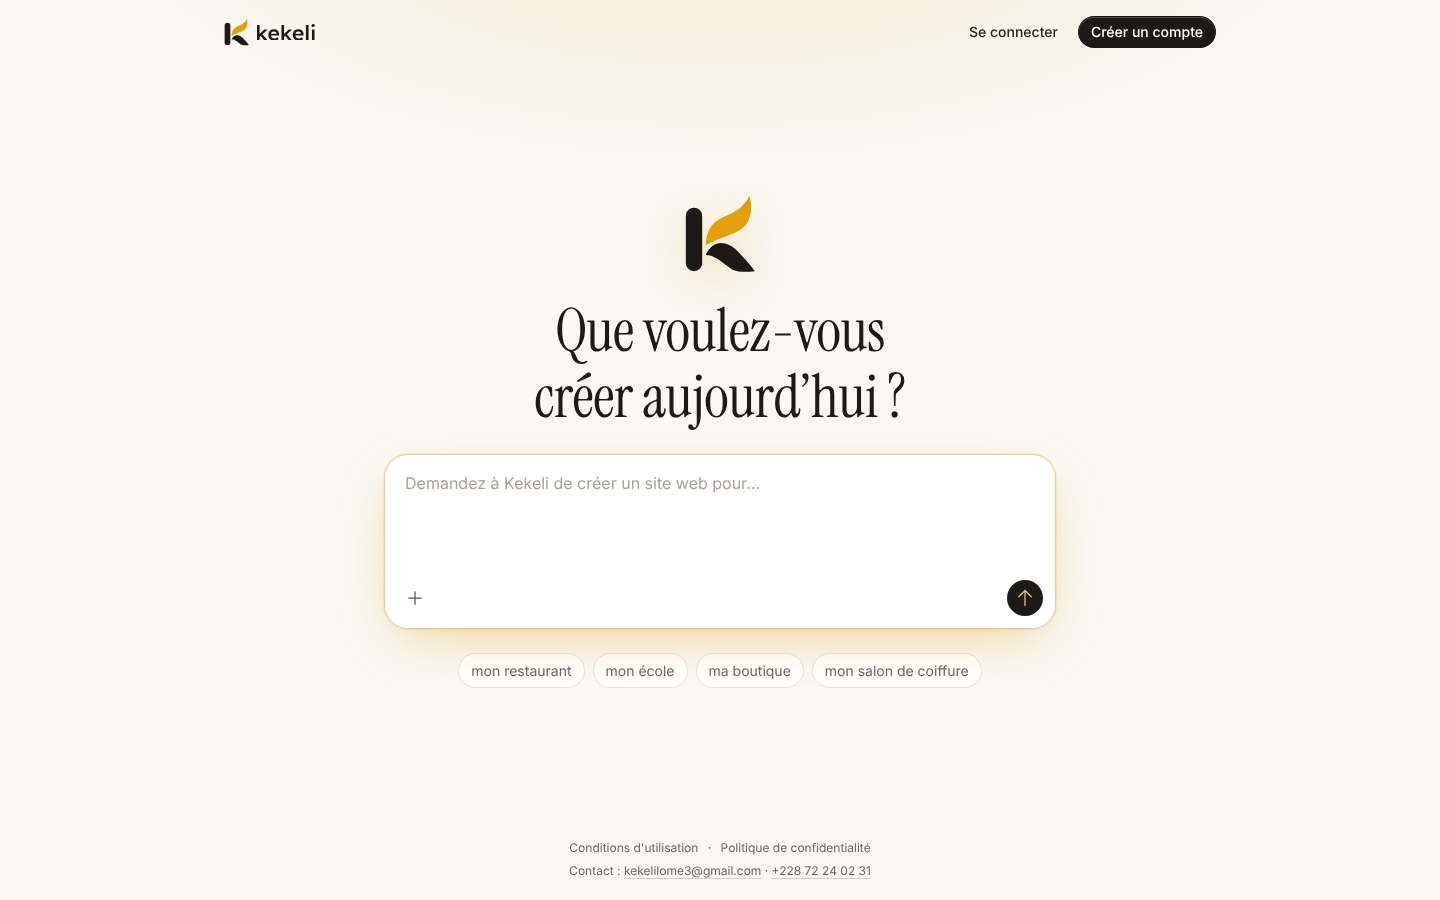 kekeli
Se connecter
Créer un compte
Que voulez-vous
créer aujourd’hui ?
Demandez à Kekeli de créer un site web pour...
mon restaurant
mon école
ma boutique
mon salon de coiffure
Conditions d'utilisation · Politique de confidentialité
Contact : kekelilome3@gmail.com · +228 72 24 02 31